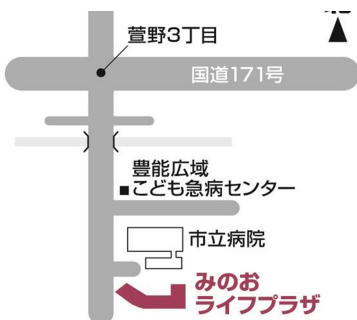 萱野3丁目
国道171号
豊能広域
こども急病センター
市立病院
みのお
ライフプラザ